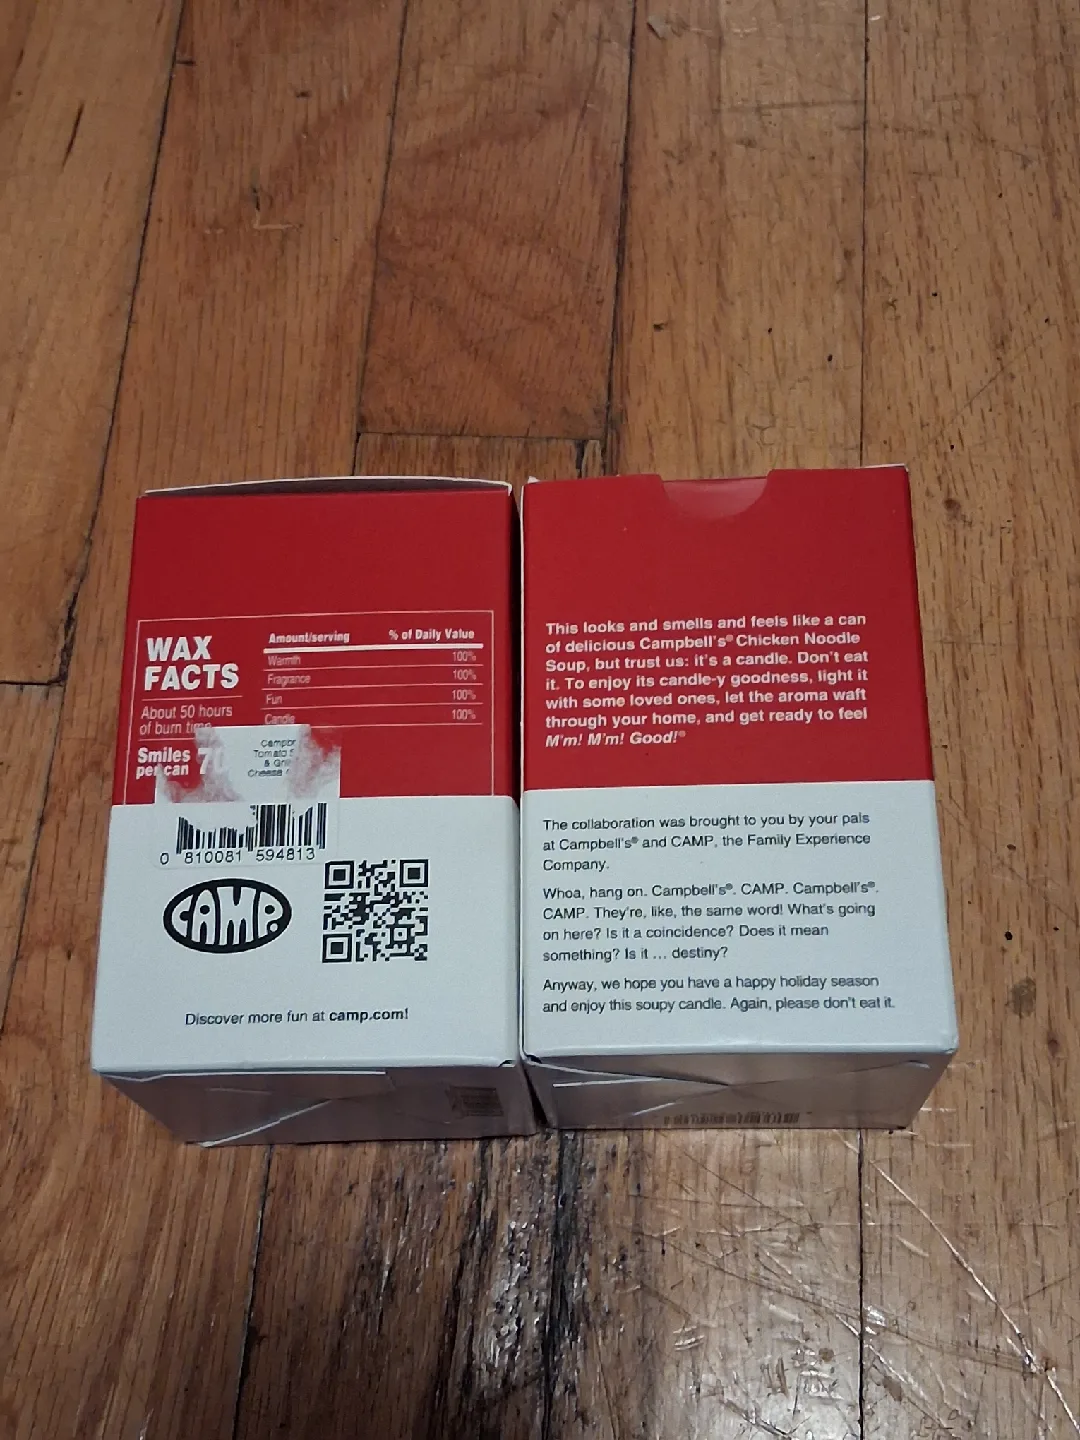 WAX
FACTS
About 50 hours
of burn time
Smiles
per can
Amount/serving % of Daily Value
Warmth 100%
Fragrance 100%
Fun 100%
Candle 100%
Tomato
&
Cheese
0 810081 594813
CAMP
Discover more fun at camp.com!
This looks and smells and feels like a can
of delicious Campbell's® Chicken Noodle
Soup, but trust us: it's a candle. Don't eat
it. To enjoy its candle-y goodness, light it
with some loved ones, let the aroma waft
through your home, and get ready to feel
M'm! M'm! Good!®
The collaboration was brought to you by your pals
at Campbell's® and CAMP, the Family Experience
Company.
Whoa, hang on. Campbell's®. CAMP. Campbell's®.
CAMP. They're, like, the same word! What's going
on here? Is it a coincidence? Does it mean
something? Is it ... destiny?
Anyway, we hope you have a happy holiday season
and enjoy this soupy candle. Again, please don't eat it.